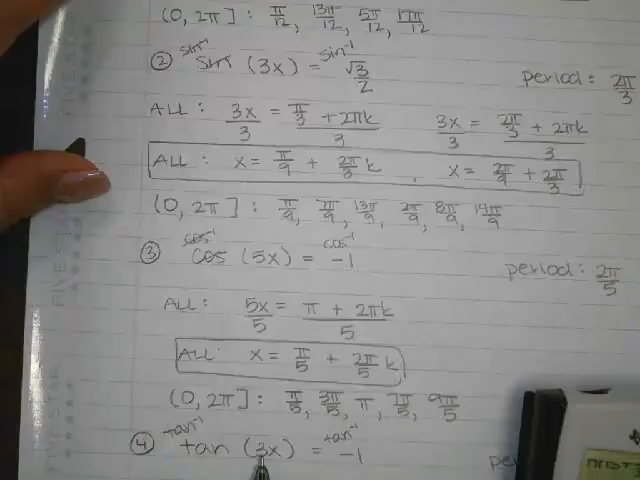 (0, 2π] : π/12, 13π/12, 5π/12, 17π/12
② sin⁻¹ sin (3x) = sin⁻¹ √3/2
period : 2π/3
ALL : 3x/3 = π/3 + 2πk/3 3x/3 = 2π/3 + 2πk/3
ALL : x = π/9 + 2π/3 k , x = 2π/9 + 2π/3
(0, 2π] : π/9, 7π/9, 13π/9, 2π/9, 8π/9, 14π/9
③ cos⁻¹ cos (5x) = cos⁻¹ -1
period : 2π/5
ALL : 5x/5 = π + 2πk/5
ALL : x = π/5 + 2π/5 k
(0, 2π] : π/5, 3π/5, π, 7π/5, 9π/5
④ tan⁻¹ tan (3x) = tan⁻¹ -1
FIVE STAR